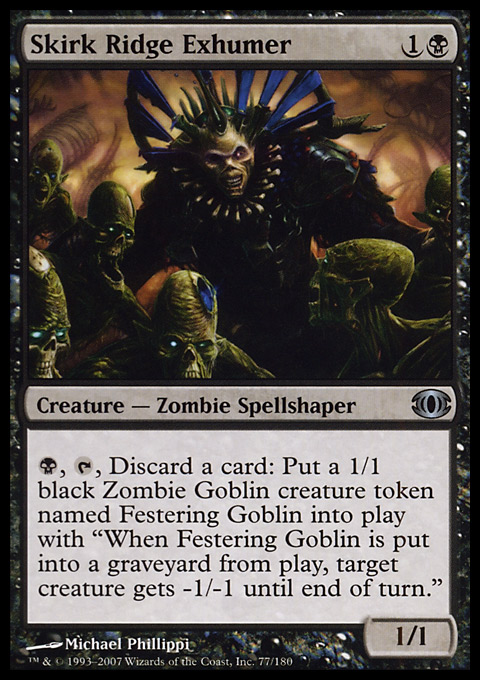 Skirk Ridge Exhumer 1
Creature — Zombie Spellshaper
, , Discard a card: Put a 1/1
black Zombie Goblin creature token
named Festering Goblin into play
with “When Festering Goblin is put
into a graveyard from play, target
creature gets -1/-1 until end of turn.”
Michael Phillippi
1/1
™ & © 1993–2007 Wizards of the Coast, Inc. 77/180